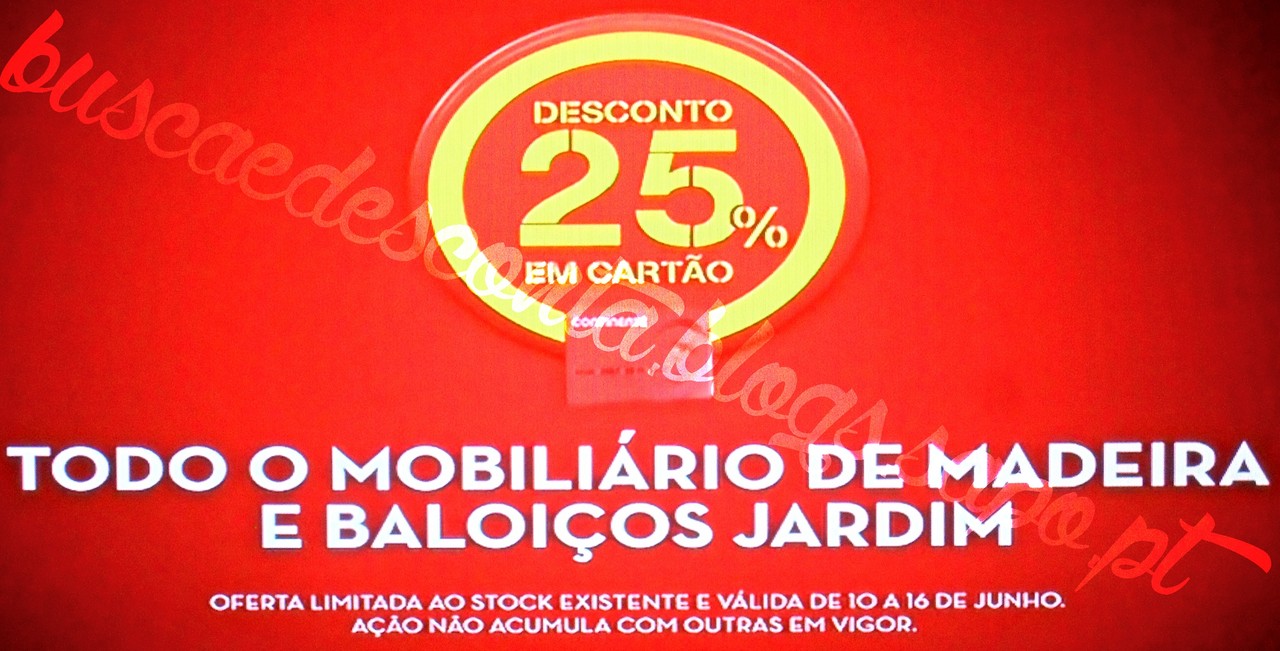 buscaedesconta.blogs.sapo.pt
DESCONTO
25%
EM CARTÃO
continente
TODO O MOBILIÁRIO DE MADEIRA
E BALOIÇOS JARDIM
OFERTA LIMITADA AO STOCK EXISTENTE E VÁLIDA DE 10 A 16 DE JUNHO.
AÇÃO NÃO ACUMULA COM OUTRAS EM VIGOR.